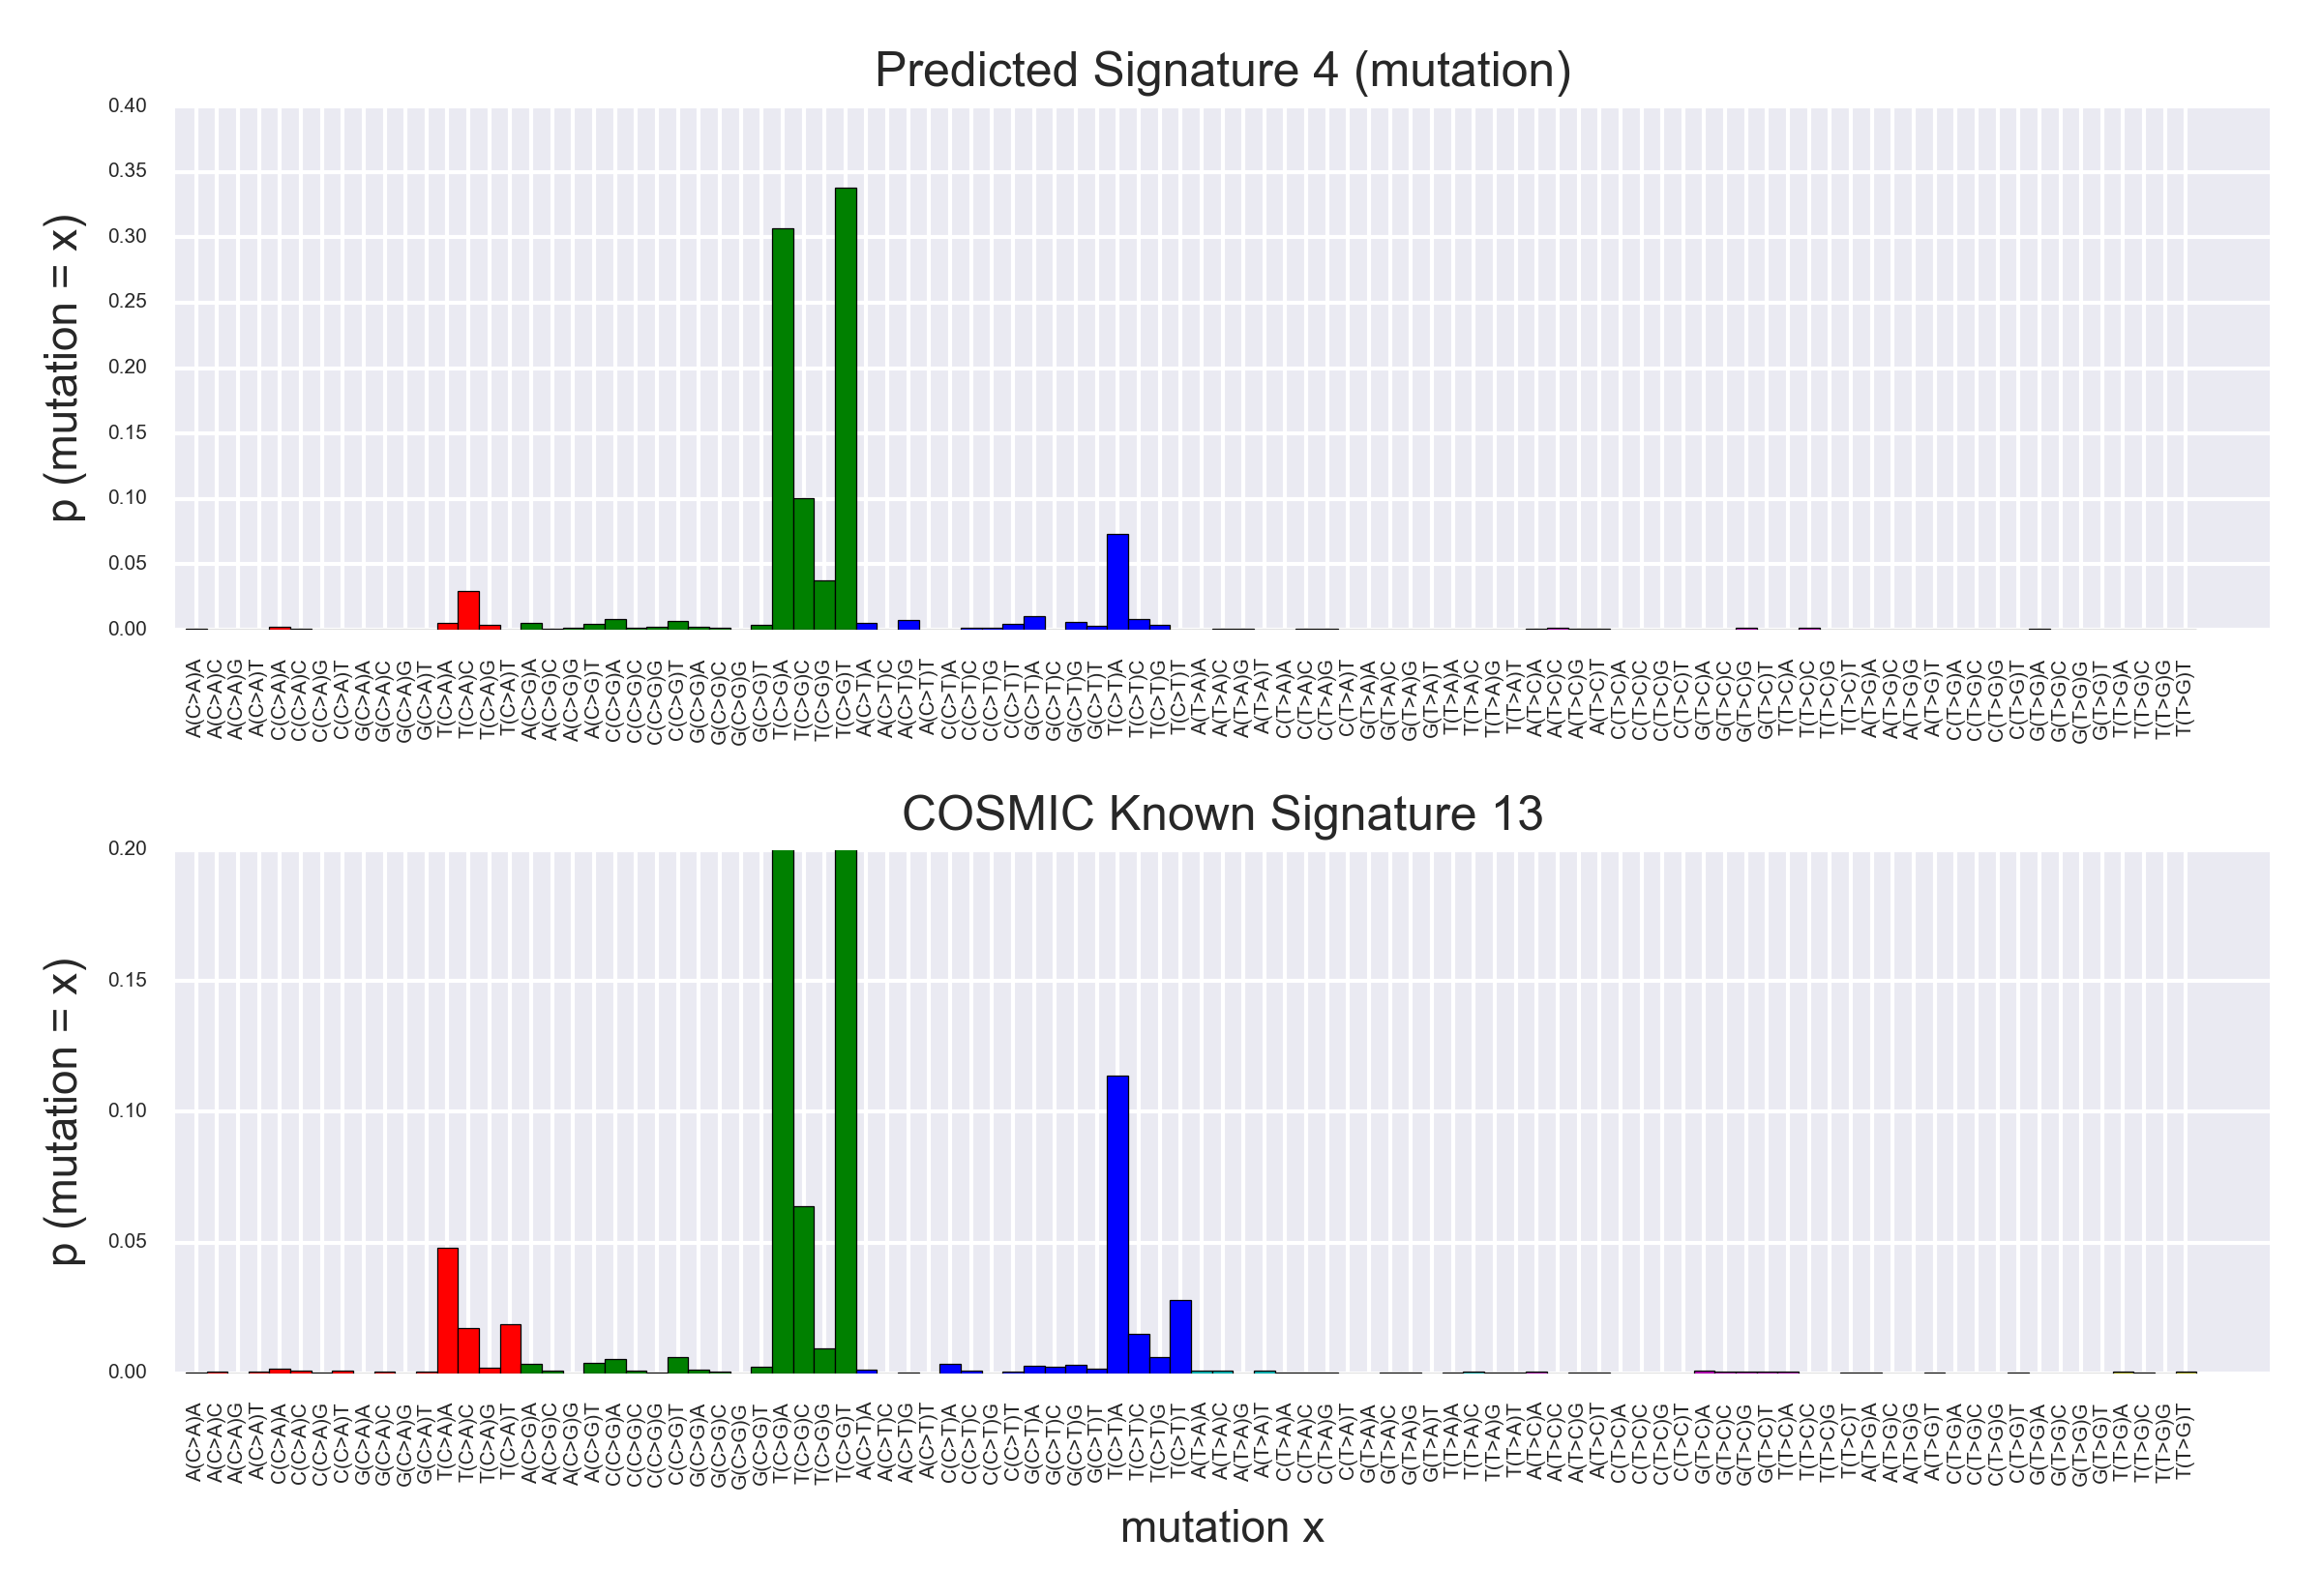 Predicted Signature 4 (mutation)
p (mutation = x)
0.40
0.35
0.30
0.25
0.20
0.15
0.10
0.05
0.00
A(C>A)A
A(C>A)C
A(C>A)G
A(C>A)T
C(C>A)A
C(C>A)C
C(C>A)G
C(C>A)T
G(C>A)A
G(C>A)C
G(C>A)G
G(C>A)T
T(C>A)A
T(C>A)C
T(C>A)G
T(C>A)T
A(C>G)A
A(C>G)C
A(C>G)G
A(C>G)T
C(C>G)A
C(C>G)C
C(C>G)G
C(C>G)T
G(C>G)A
G(C>G)C
G(C>G)G
G(C>G)T
T(C>G)A
T(C>G)C
T(C>G)G
T(C>G)T
A(C>T)A
A(C>T)C
A(C>T)G
A(C>T)T
C(C>T)A
C(C>T)C
C(C>T)G
C(C>T)T
G(C>T)A
G(C>T)C
G(C>T)G
G(C>T)T
T(C>T)A
T(C>T)C
T(C>T)G
T(C>T)T
A(T>A)A
A(T>A)C
A(T>A)G
A(T>A)T
C(T>A)A
C(T>A)C
C(T>A)G
C(T>A)T
G(T>A)A
G(T>A)C
G(T>A)G
G(T>A)T
T(T>A)A
T(T>A)C
T(T>A)G
T(T>A)T
A(T>C)A
A(T>C)C
A(T>C)G
A(T>C)T
C(T>C)A
C(T>C)C
C(T>C)G
C(T>C)T
G(T>C)A
G(T>C)C
G(T>C)G
G(T>C)T
T(T>C)A
T(T>C)C
T(T>C)G
T(T>C)T
A(T>G)A
A(T>G)C
A(T>G)G
A(T>G)T
C(T>G)A
C(T>G)C
C(T>G)G
C(T>G)T
G(T>G)A
G(T>G)C
G(T>G)G
G(T>G)T
T(T>G)A
T(T>G)C
T(T>G)G
T(T>G)T
COSMIC Known Signature 13
p (mutation = x)
0.20
0.15
0.10
0.05
0.00
A(C>A)A
A(C>A)C
A(C>A)G
A(C>A)T
C(C>A)A
C(C>A)C
C(C>A)G
C(C>A)T
G(C>A)A
G(C>A)C
G(C>A)G
G(C>A)T
T(C>A)A
T(C>A)C
T(C>A)G
T(C>A)T
A(C>G)A
A(C>G)C
A(C>G)G
A(C>G)T
C(C>G)A
C(C>G)C
C(C>G)G
C(C>G)T
G(C>G)A
G(C>G)C
G(C>G)G
G(C>G)T
T(C>G)A
T(C>G)C
T(C>G)G
T(C>G)T
A(C>T)A
A(C>T)C
A(C>T)G
A(C>T)T
C(C>T)A
C(C>T)C
C(C>T)G
C(C>T)T
G(C>T)A
G(C>T)C
G(C>T)G
G(C>T)T
T(C>T)A
T(C>T)C
T(C>T)G
T(C>T)T
A(T>A)A
A(T>A)C
A(T>A)G
A(T>A)T
C(T>A)A
C(T>A)C
C(T>A)G
C(T>A)T
G(T>A)A
G(T>A)C
G(T>A)G
G(T>A)T
T(T>A)A
T(T>A)C
T(T>A)G
T(T>A)T
A(T>C)A
A(T>C)C
A(T>C)G
A(T>C)T
C(T>C)A
C(T>C)C
C(T>C)G
C(T>C)T
G(T>C)A
G(T>C)C
G(T>C)G
G(T>C)T
T(T>C)A
T(T>C)C
T(T>C)G
T(T>C)T
A(T>G)A
A(T>G)C
A(T>G)G
A(T>G)T
C(T>G)A
C(T>G)C
C(T>G)G
C(T>G)T
G(T>G)A
G(T>G)C
G(T>G)G
G(T>G)T
T(T>G)A
T(T>G)C
T(T>G)G
T(T>G)T
mutation x